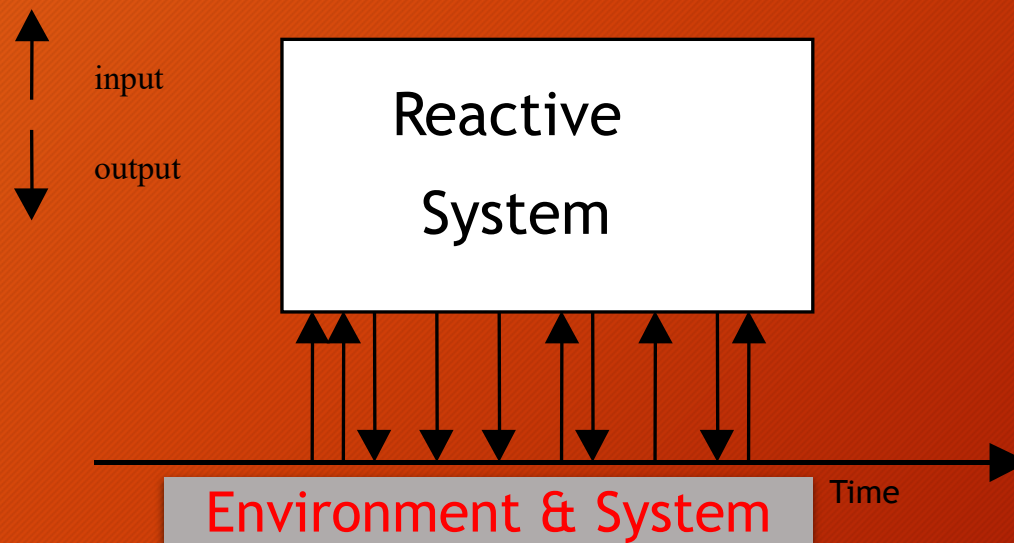 input
output
Reactive
System
Time
Environment & System